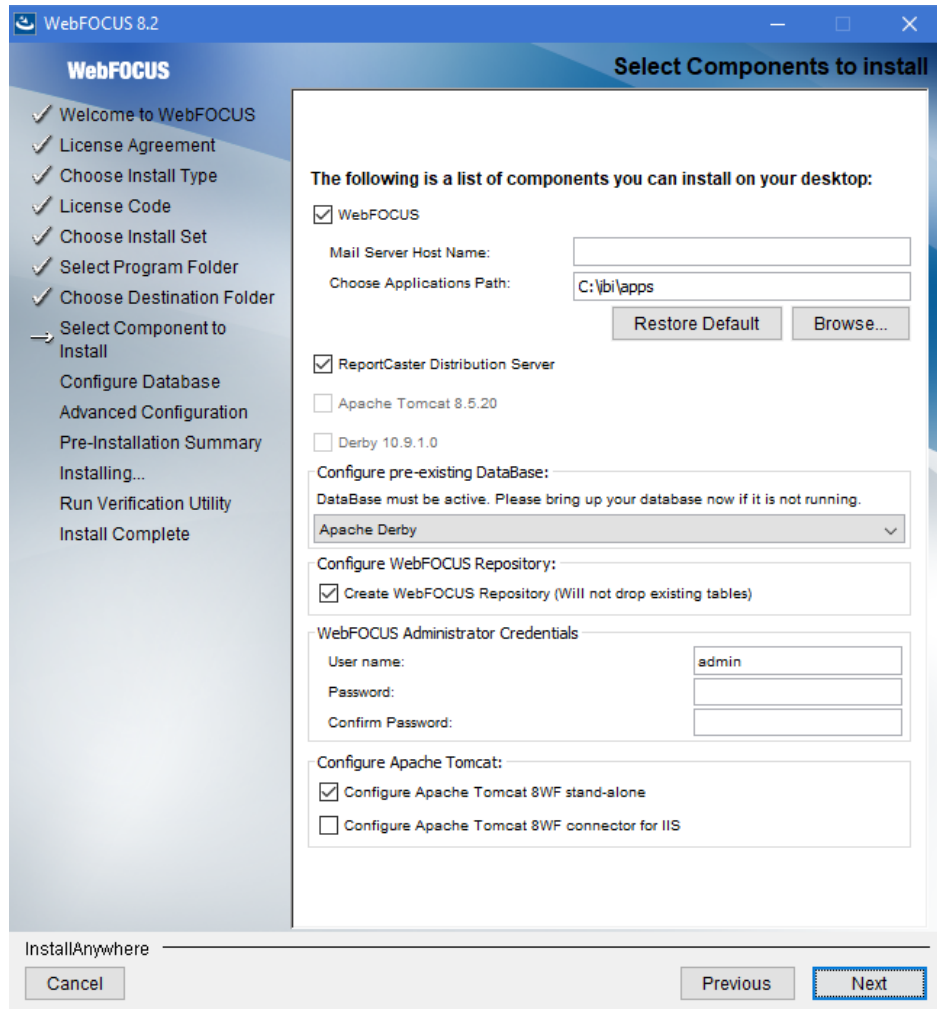 WebFOCUS 8.2
WebFOCUS
Select Components to install
Welcome to WebFOCUS
License Agreement
Choose Install Type
License Code
Choose Install Set
Select Program Folder
Choose Destination Folder
Select Component to
Install
Configure Database
Advanced Configuration
Pre-Installation Summary
Installing...
Run Verification Utility
Install Complete
The following is a list of components you can install on your desktop:
WebFOCUS
Mail Server Host Name:
Choose Applications Path: C:\ibi\apps
Restore Default Browse...
ReportCaster Distribution Server
Apache Tomcat 8.5.20
Derby 10.9.1.0
Configure pre-existing DataBase:
DataBase must be active. Please bring up your database now if it is not running.
Apache Derby
Configure WebFOCUS Repository:
Create WebFOCUS Repository (Will not drop existing tables)
WebFOCUS Administrator Credentials
User name: admin
Password:
Confirm Password:
Configure Apache Tomcat:
Configure Apache Tomcat 8WF stand-alone
Configure Apache Tomcat 8WF connector for IIS
InstallAnywhere
Cancel Previous Next